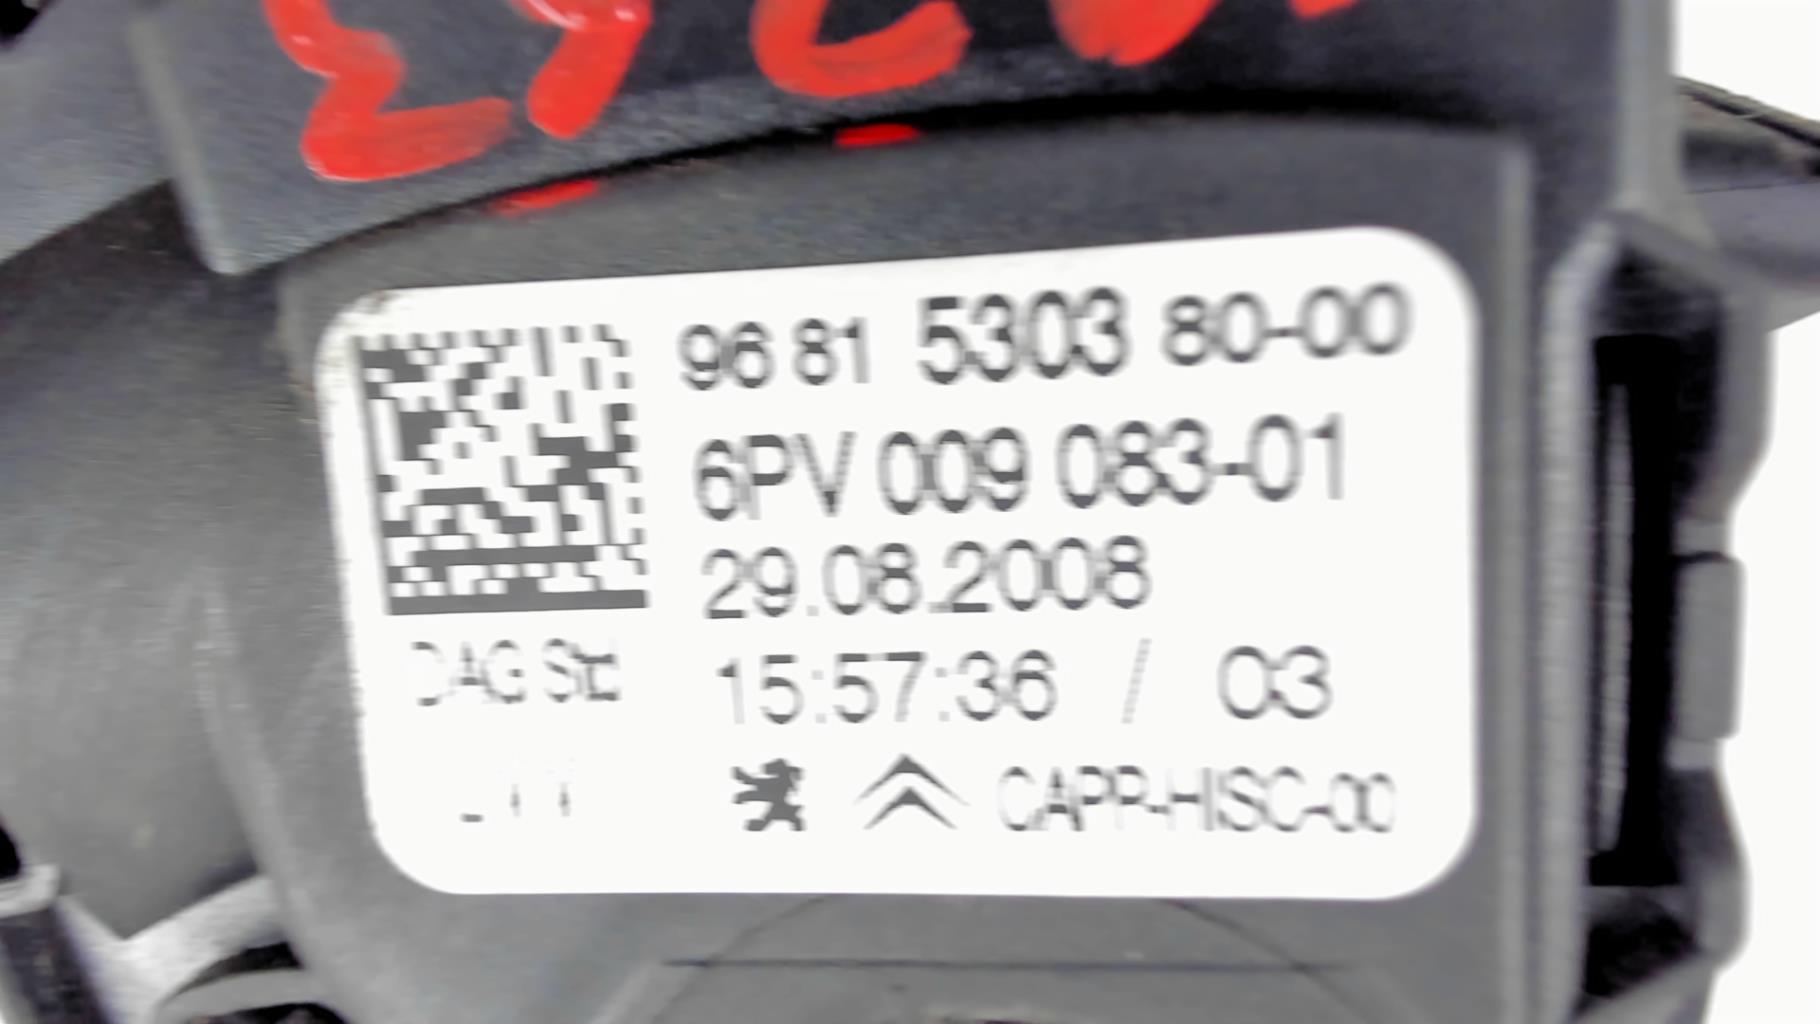 96 81 5303 80-00
6PV 009 083-01
29.08.2008
15:57:36 / 03
DAG Std
CAPP-HISC-00